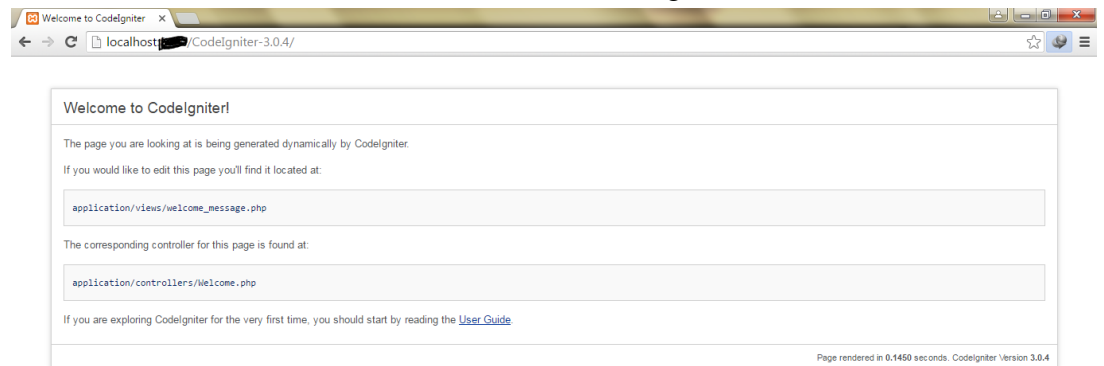 Welcome to CodeIgniter
localhost /CodeIgniter-3.0.4/
Welcome to CodeIgniter!
The page you are looking at is being generated dynamically by CodeIgniter.
If you would like to edit this page you'll find it located at:
application/views/welcome_message.php
The corresponding controller for this page is found at:
application/controllers/Welcome.php
If you are exploring CodeIgniter for the very first time, you should start by reading the User Guide.
Page rendered in 0.1450 seconds. CodeIgniter Version 3.0.4